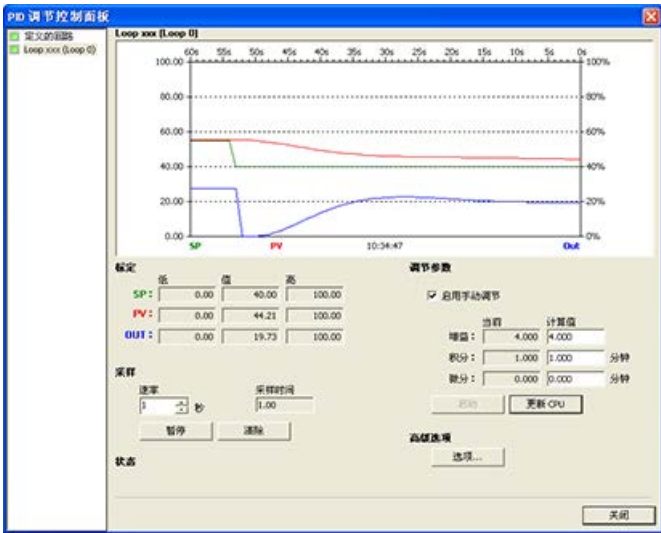 PID 调节控制面板
定义的回路
Loop xxx (Loop 0)
Loop xxx (Loop 0)
60s 55s 50s 45s 40s 35s 30s 25s 20s 15s 10s 5s 0s
100.00 100%
80.00 80%
60.00 60%
40.00 40%
20.00 20%
0.00 0%
SP PV 10:34:47 Out
标定
低 值 高
SP: 0.00 40.00 100.00
PV: 0.00 44.21 100.00
OUT: 0.00 19.73 100.00
采样
速率 采样时间
1 秒 1.00
暂停 清除
状态
调节参数
启用手动调节
当前 计算值
增益: 4.000 4.000
积分: 1.000 1.000 分钟
微分: 0.000 0.000 分钟
启动 更新 CPU
高级选项
选项...
关闭